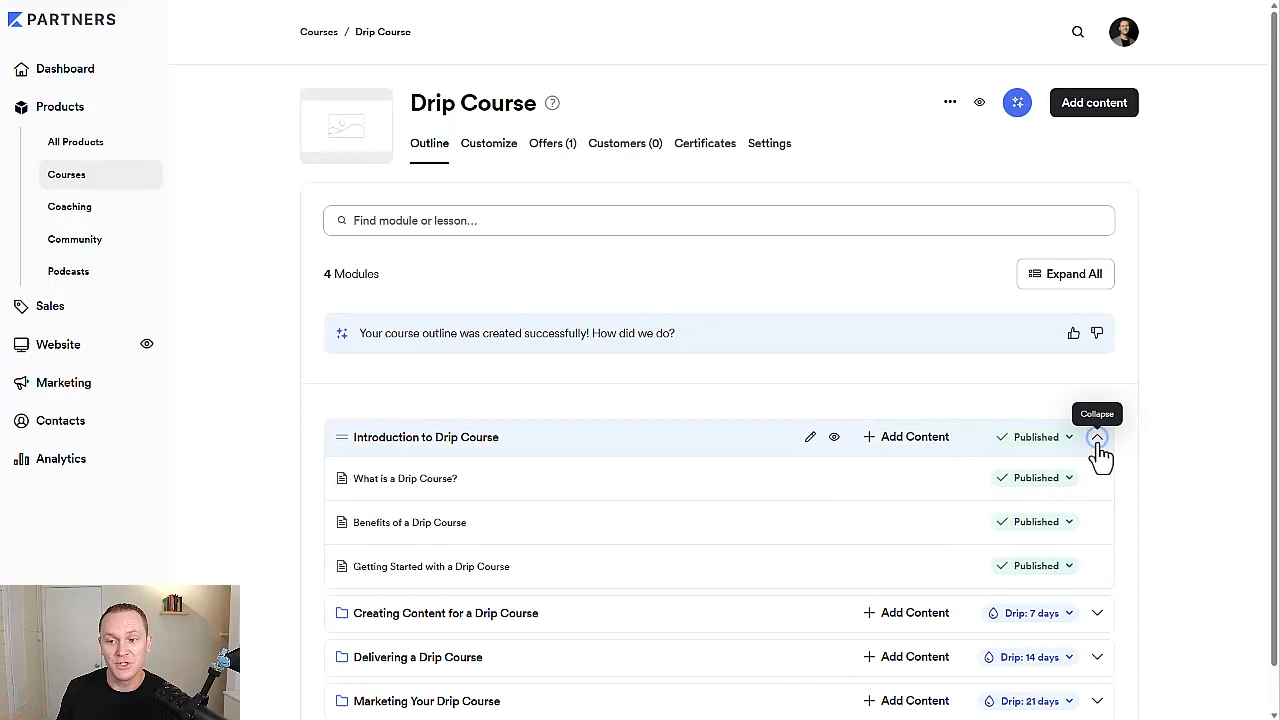 PARTNERS
Courses / Drip Course
Dashboard
Products
All Products
Courses
Coaching
Community
Podcasts
Sales
Website
Marketing
Contacts
Analytics
Drip Course ?
Add content
Outline Customize Offers (1) Customers (0) Certificates Settings
Find module or lesson...
4 Modules
Expand All
Your course outline was created successfully! How did we do?
Collapse
Introduction to Drip Course + Add Content Published
What is a Drip Course? Published
Benefits of a Drip Course Published
Getting Started with a Drip Course Published
Creating Content for a Drip Course + Add Content Drip: 7 days
Delivering a Drip Course + Add Content Drip: 14 days
Marketing Your Drip Course + Add Content Drip: 21 days